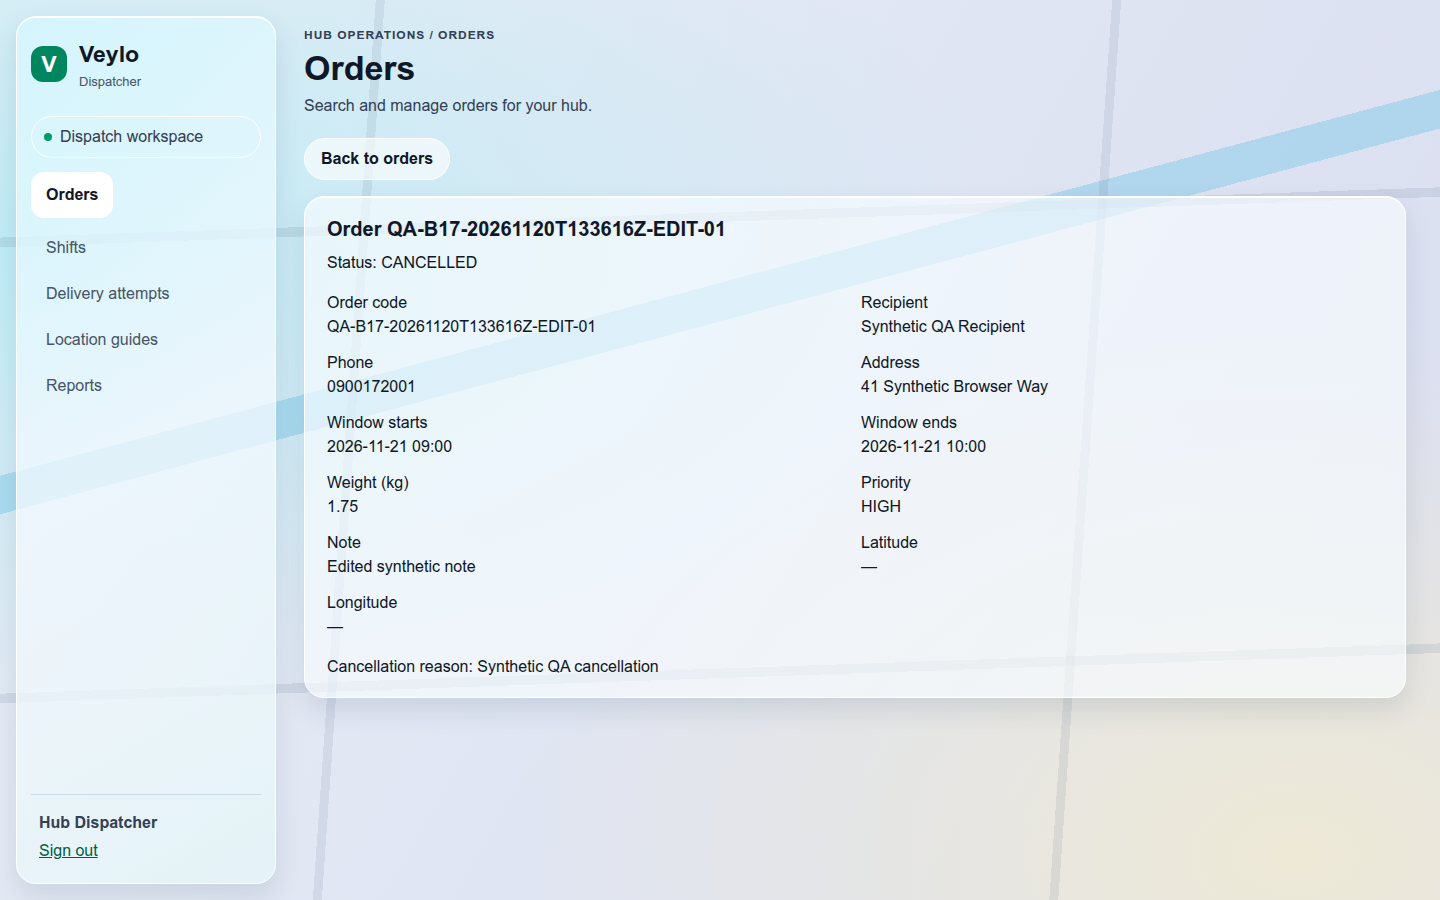 V
Veylo
Dispatcher
Dispatch workspace
Orders
Shifts
Delivery attempts
Location guides
Reports
Hub Dispatcher
Sign out
HUB OPERATIONS / ORDERS
Orders
Search and manage orders for your hub.
Back to orders
Order QA-B17-20261120T133616Z-EDIT-01
Status: CANCELLED
Order code
QA-B17-20261120T133616Z-EDIT-01
Recipient
Synthetic QA Recipient
Phone
0900172001
Address
41 Synthetic Browser Way
Window starts
2026-11-21 09:00
Window ends
2026-11-21 10:00
Weight (kg)
1.75
Priority
HIGH
Note
Edited synthetic note
Latitude
—
Longitude
—
Cancellation reason: Synthetic QA cancellation